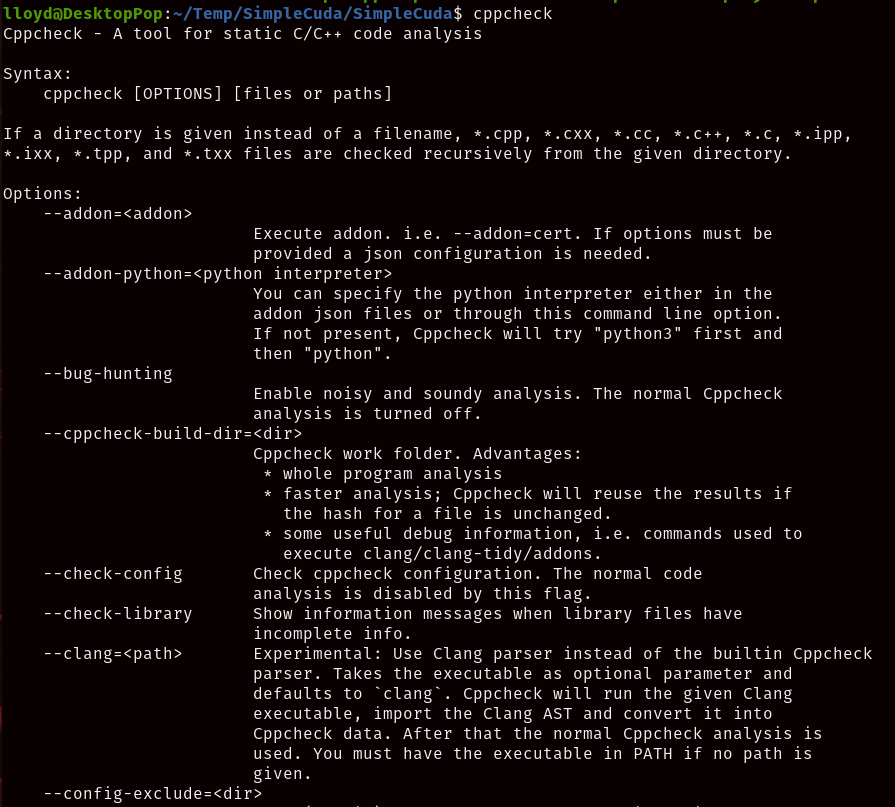 lloyd@DesktopPop:~/Temp/SimpleCuda/SimpleCuda$ cppcheck
Cppcheck - A tool for static C/C++ code analysis

Syntax:
    cppcheck [OPTIONS] [files or paths]

If a directory is given instead of a filename, *.cpp, *.cxx, *.cc, *.c++, *.c, *.ipp,
*.ixx, *.tpp, and *.txx files are checked recursively from the given directory.

Options:
    --addon=<addon>
                         Execute addon. i.e. --addon=cert. If options must be
                         provided a json configuration is needed.
    --addon-python=<python interpreter>
                         You can specify the python interpreter either in the
                         addon json files or through this command line option.
                         If not present, Cppcheck will try "python3" first and
                         then "python".
    --bug-hunting
                         Enable noisy and soundy analysis. The normal Cppcheck
                         analysis is turned off.
    --cppcheck-build-dir=<dir>
                         Cppcheck work folder. Advantages:
                          * whole program analysis
                          * faster analysis; Cppcheck will reuse the results if
                            the hash for a file is unchanged.
                          * some useful debug information, i.e. commands used to
                            execute clang/clang-tidy/addons.
    --check-config       Check cppcheck configuration. The normal code
                         analysis is disabled by this flag.
    --check-library      Show information messages when library files have
                         incomplete info.
    --clang=<path>       Experimental: Use Clang parser instead of the builtin Cppcheck
                         parser. Takes the executable as optional parameter and
                         defaults to `clang`. Cppcheck will run the given Clang
                         executable, import the Clang AST and convert it into
                         Cppcheck data. After that the normal Cppcheck analysis is
                         used. You must have the executable in PATH if no path is
                         given.
    --config-exclude=<dir>